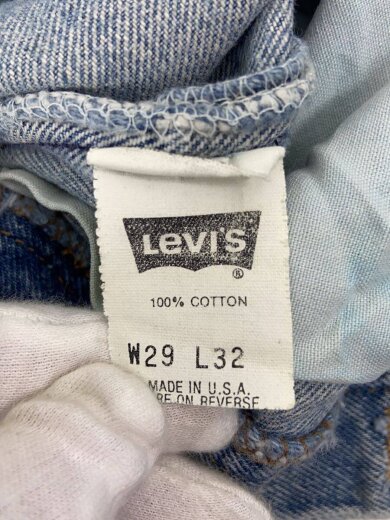 Levi's
®
100% COTTON
W29 L32
MADE IN U.S.A.
RE ON REVERSE